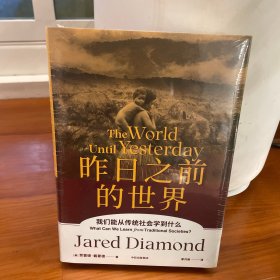 The World
Until Yesterday
昨日之前
的世界
我们能从传统社会学到什么
What Can We Learn from Traditional Societies?
Jared Diamond